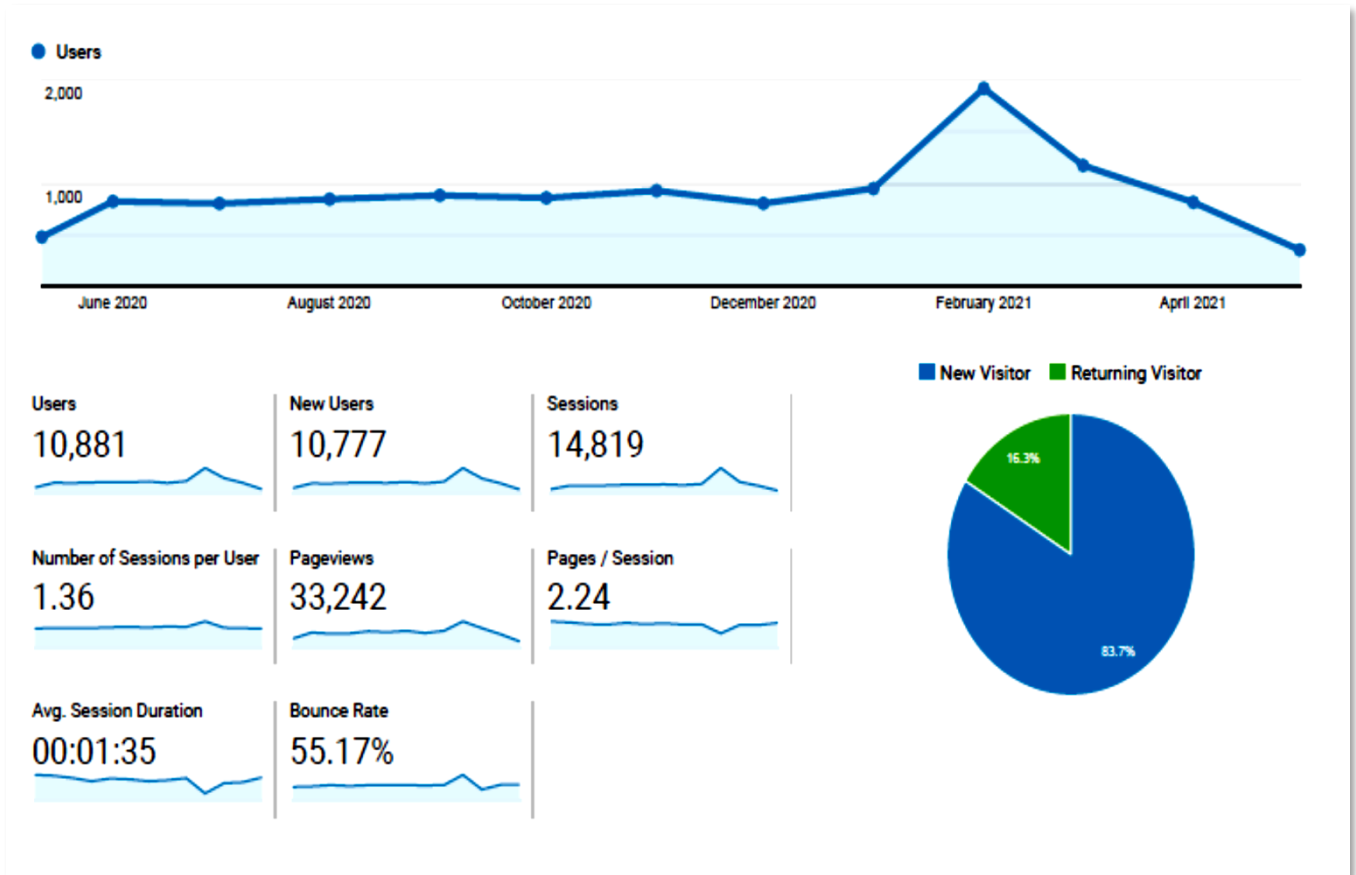 Users
2,000
1,000
June 2020 August 2020 October 2020 December 2020 February 2021 April 2021
New Visitor Returning Visitor
Users New Users Sessions
10,881 10,777 14,819
16.3%
Number of Sessions per User Pageviews Pages / Session
1.36 33,242 2.24
83.7%
Avg. Session Duration Bounce Rate
00:01:35 55.17%